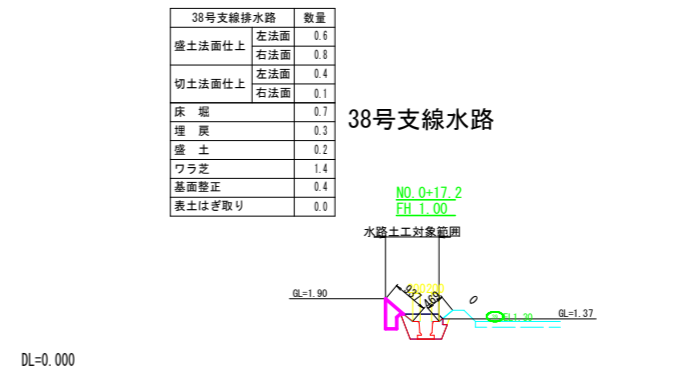 38号支線排水路 数量
盛土法面仕上 左法面 0.6
右法面 0.8
切土法面仕上 左法面 0.4
右法面 0.1
床 堀 0.7
埋 戻 0.3
盛 土 0.2
ワラ芝 1.4
基面整正 0.4
表土はぎ取り 0.0
38号支線水路
NO.0+17.2
FH 1.00
水路土工対象範囲
GL=1.90
937
469
0
GL=1.37
DL=0.000